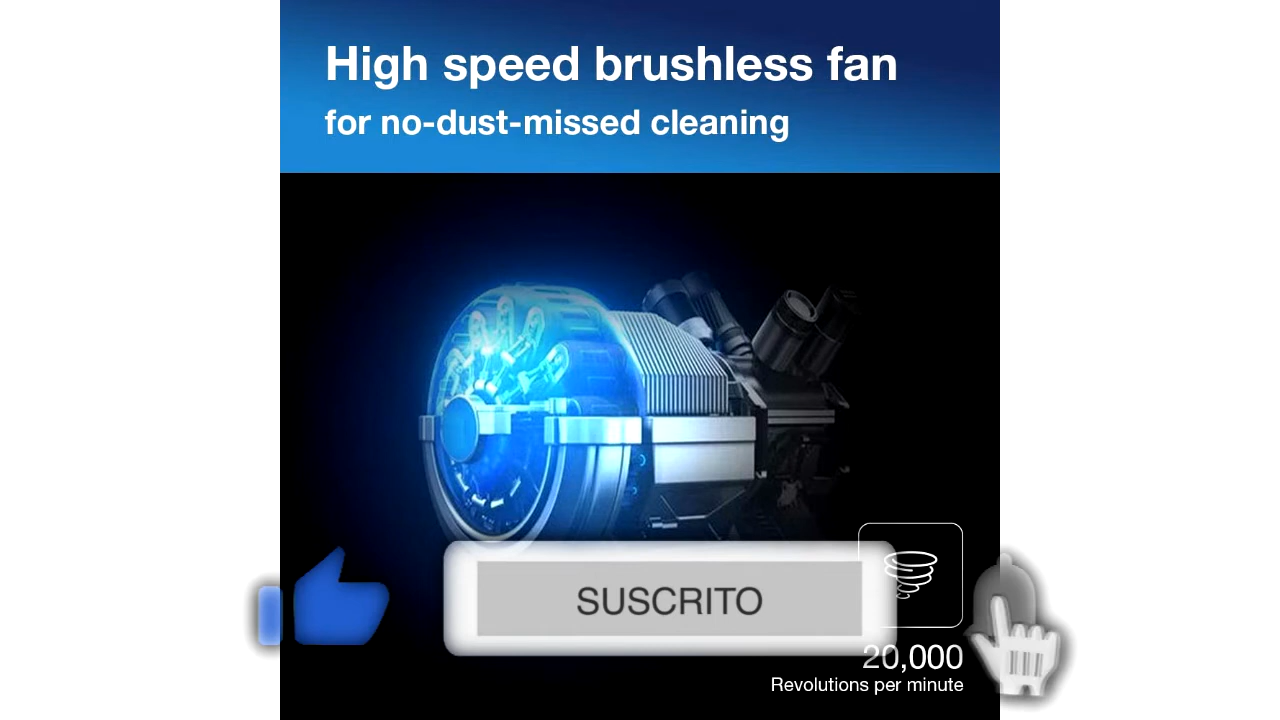 High speed brushless fan
for no-dust-missed cleaning
SUSCRITO
20,000
Revolutions per minute